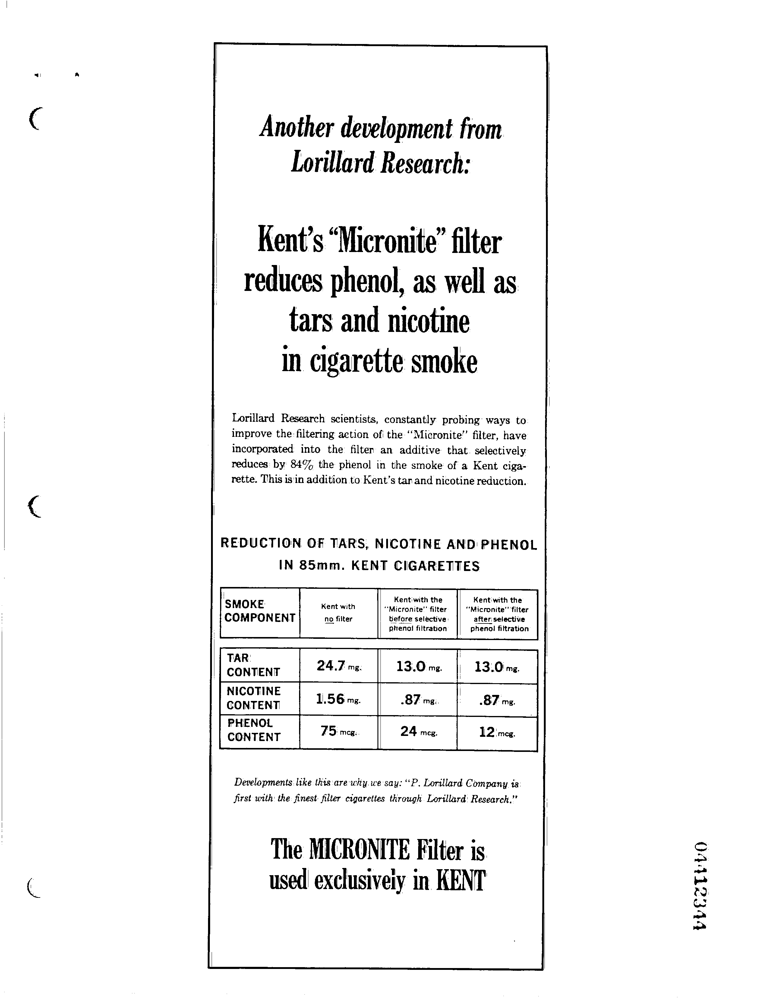 Another development from
Lorillard Research:
Kent's "Micronite" filter
reduces phenol, as well as
tars and nicotine
in cigarette smoke
Lorillard Research scientists, constantly probing ways to
improve the filtering action of the "Micronite" filter, have
incorporated into the filter an additive that selectively
reduces by 84% the phenol in the smoke of a Kent ciga-
rette. This is in addition to Kent's tar and nicotine reduction.
REDUCTION OF TARS, NICOTINE AND PHENOL
IN 85mm. KENT CIGARETTES
SMOKE
COMPONENT
Kent with
no filter
Kent with the
"Micronite" filter
before selective
phenol filtration
Kent with the
"Micronite" filter
after selective
phenol filtration
TAR
CONTENT
24.7 mg.
13.0 mg.
13.0 mg.
NICOTINE
CONTENT
1.56 mg.
.87 mg.
.87 mg.
PHENOL
CONTENT
75 mcg.
24 mcg.
12 mcg.
Developments like this are why we say: "P. Lorillard Company is
first with the finest filter cigarettes through Lorillard Research."
The MICRONITE Filter is
used exclusively in KENT
04412344